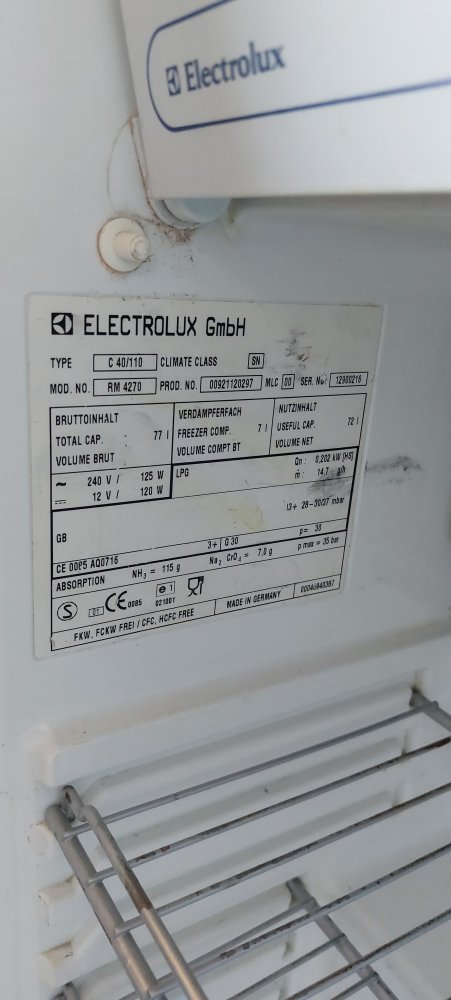 Electrolux
ELECTROLUX GmbH
TYPE C 40/110 CLIMATE CLASS SN
MOD. NO. RM 4270 PROD. NO. 00921120297 MLC 00 SER. No. 12900216
BRUTTOINHALT
TOTAL CAP. 77 l
VOLUME BRUT
VERDAMPFERFACH
FREEZER COMP. 7 l
VOLUME COMPT BT
NUTZINHALT
USEFUL CAP. 72 l
VOLUME NET
~ 240 V / 125 W
12 V / 120 W
LPG
Qn: 0,202 kW [HS]
m: 14,7 g/h
I3+ 28-30/37 mbar
GB
3+ G 30 p= 30
CE 0085 AQ0716
ABSORPTION NH₃ = 115 g Na₂ CrO₄ = 7,0 g p max = 35 bar
S CE 0085 e1 021001
FKW, FCKW FREI / CFC, HCFC FREE
MADE IN GERMANY